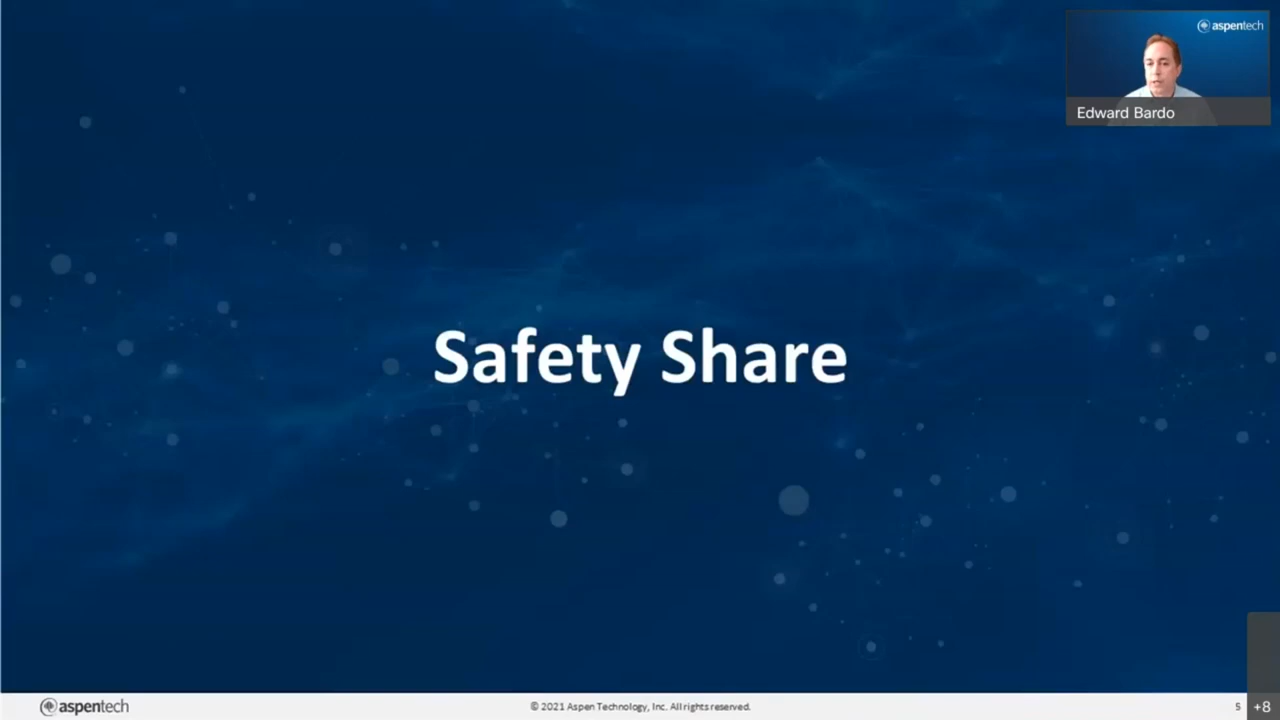 aspentech
Edward Bardo
Safety Share
aspentech
© 2021 Aspen Technology, Inc. All rights reserved.
5
+8